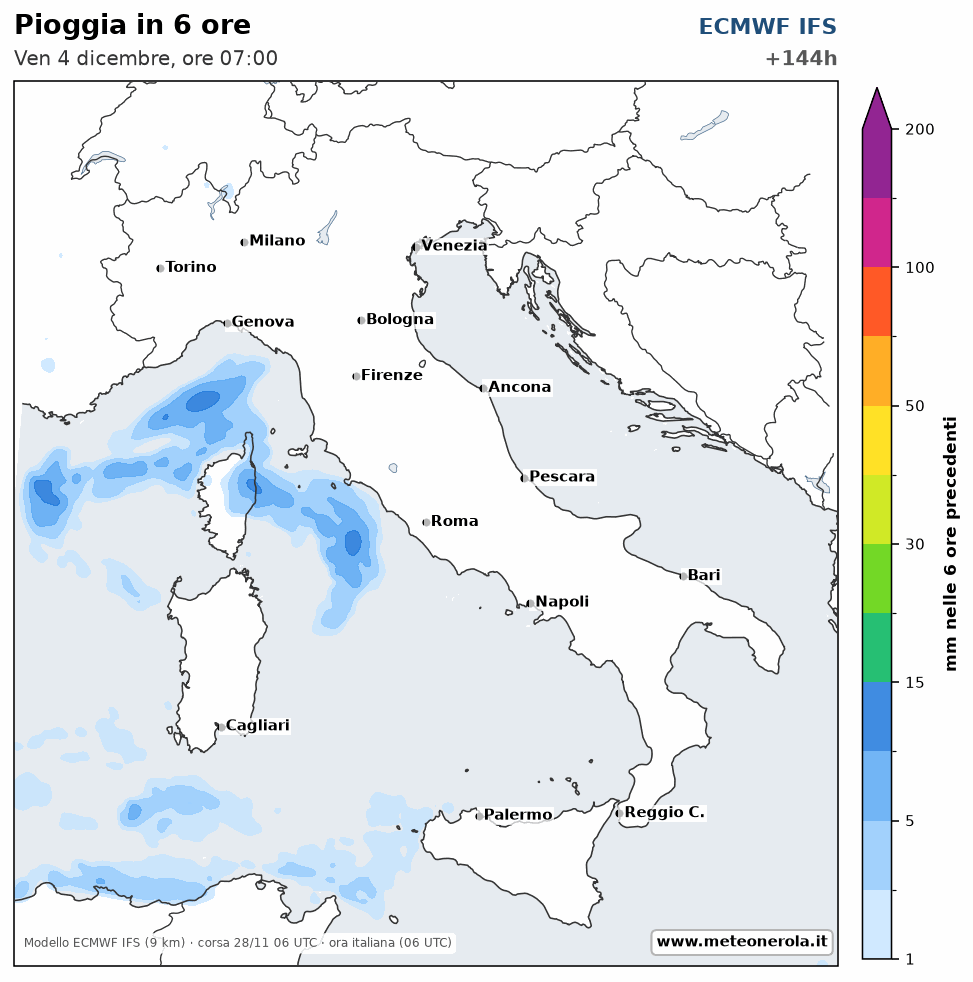 Pioggia in 6 ore
ECMWF IFS
Ven 4 dicembre, ore 07:00
+144h
200
100
50
30
15
5
1
mm nelle 6 ore precedenti
Milano
Venezia
Torino
Genova
Bologna
Firenze
Ancona
Pescara
Roma
Bari
Napoli
Cagliari
Palermo
Reggio C.
Modello ECMWF IFS (9 km) · corsa 28/11 06 UTC · ora italiana (06 UTC)
www.meteonerola.it